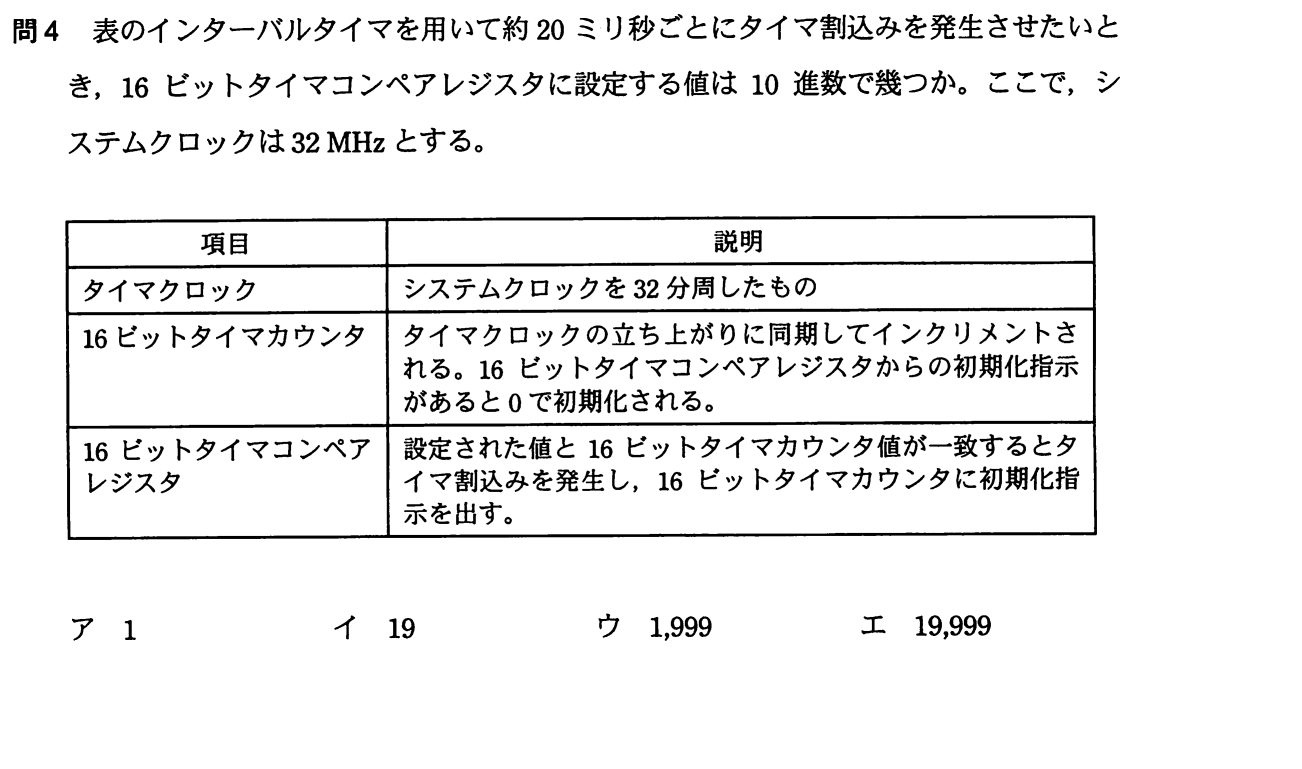 問4 表のインターバルタイマを用いて約 20 ミリ秒ごとにタイマ割込みを発生させたいと
き，16 ビットタイマコンペアレジスタに設定する値は 10 進数で幾つか。ここで，シ
ステムクロックは 32 MHz とする。
項目 説明
タイマクロック システムクロックを 32 分周したもの
16 ビットタイマカウンタ タイマクロックの立ち上がりに同期してインクリメントさ
れる。16 ビットタイマコンペアレジスタからの初期化指示
があると 0 で初期化される。
16 ビットタイマコンペア 設定された値と 16 ビットタイマカウンタ値が一致するとタ
レジスタ イマ割込みを発生し，16 ビットタイマカウンタに初期化指
示を出す。
ア 1 イ 19 ウ 1,999 エ 19,999